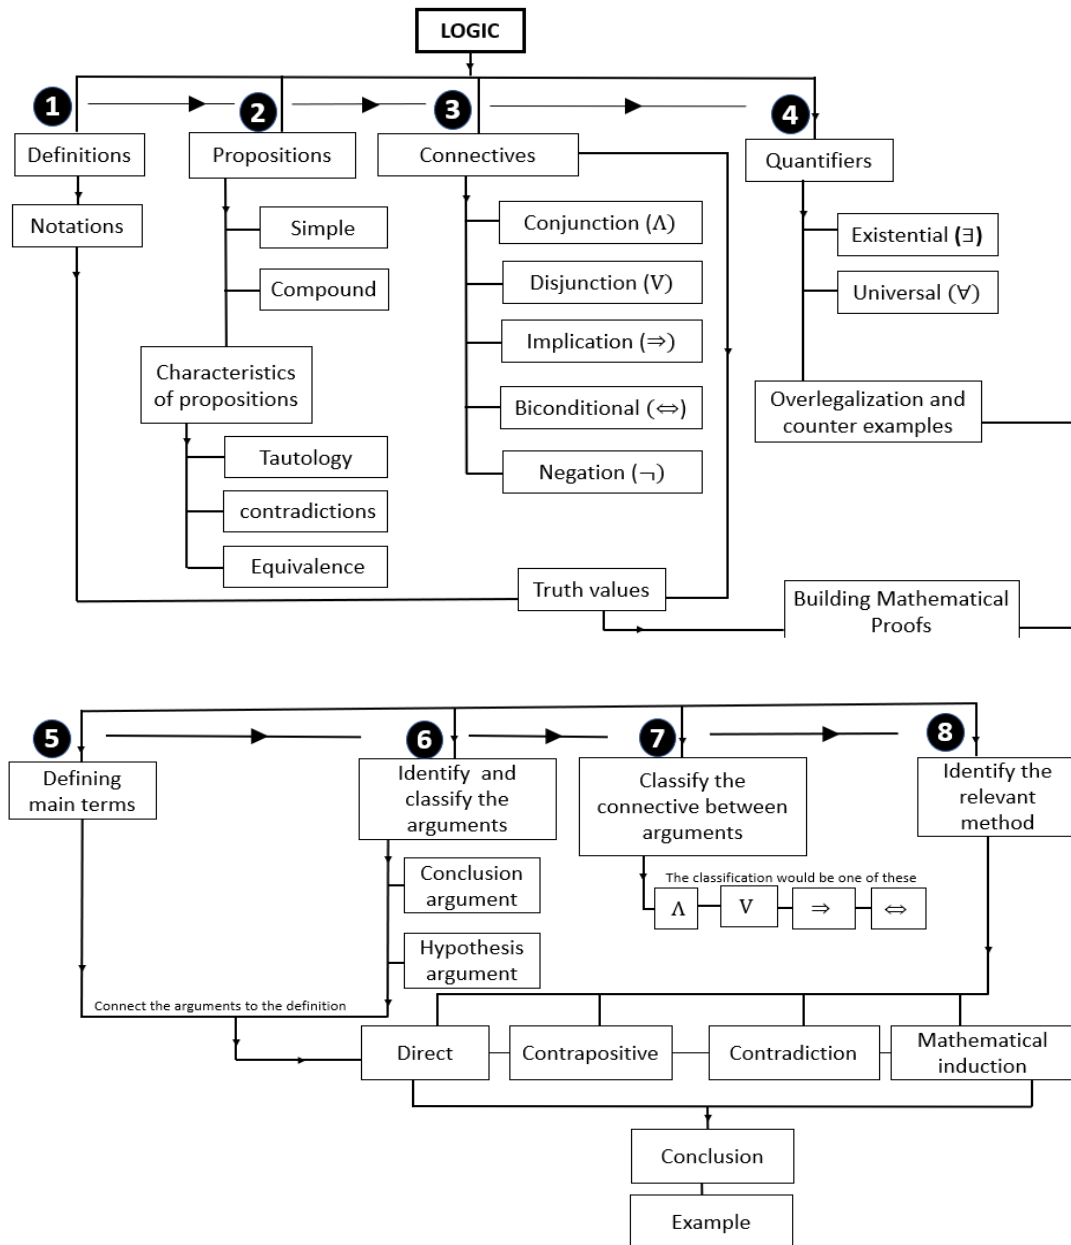 LOGIC
1
2
3
4
Definitions
Propositions
Connectives
Quantifiers
Notations
Simple
Compound
Characteristics
of propositions
Tautology
contradictions
Equivalence
Conjunction (Λ)
Disjunction (V)
Implication (⇒)
Biconditional (⇔)
Negation (¬)
Existential (∃)
Universal (∀)
Overlegalization and
counter examples
Truth values
Building Mathematical
Proofs
5
6
7
8
Defining
main terms
Identify and
classify the
arguments
Classify the
connective between
arguments
Identify the
relevant
method
Conclusion
argument
Hypothesis
argument
The classification would be one of these
Λ
V
⇒
⇔
Connect the arguments to the definition
Direct
Contrapositive
Contradiction
Mathematical
induction
Conclusion
Example